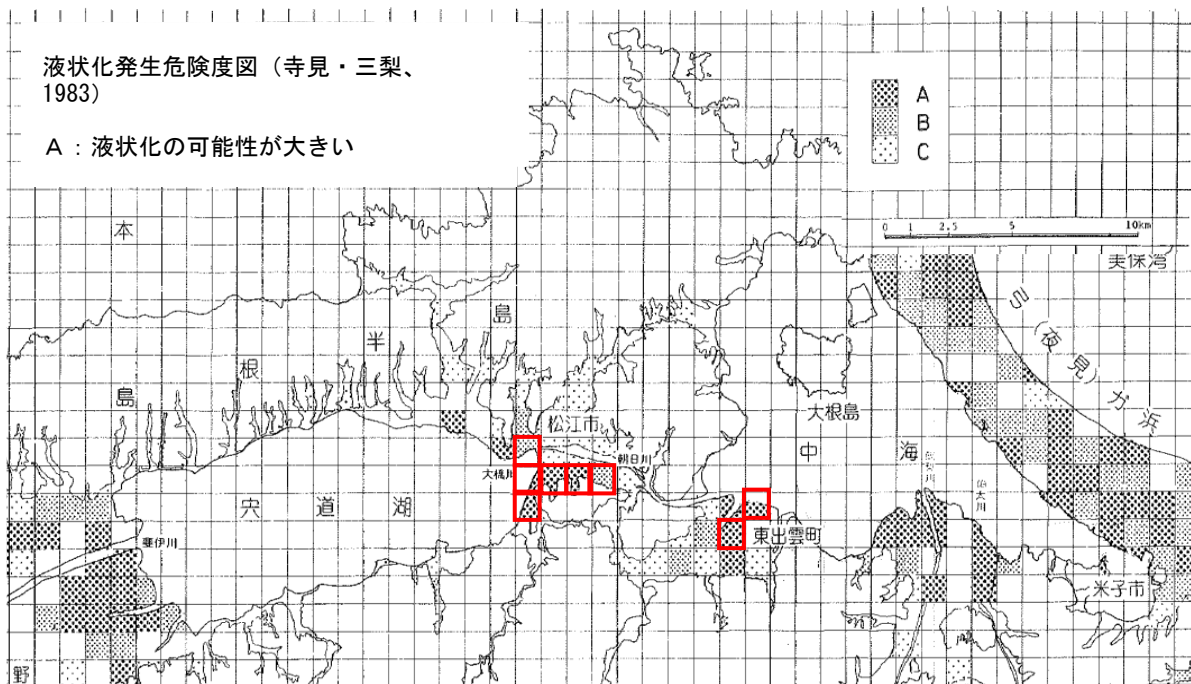 液状化発生危険度図（寺見・三梨、
1983）
Ａ：液状化の可能性が大きい
A
B
C
0 1 2.5 5 10km
美保湾
本
島
半
根
島
弓（夜見）ガ浜
大根島
松江市
朝日川
大橋川
中海
宍道湖
斐伊川
東出雲町
米子市
野